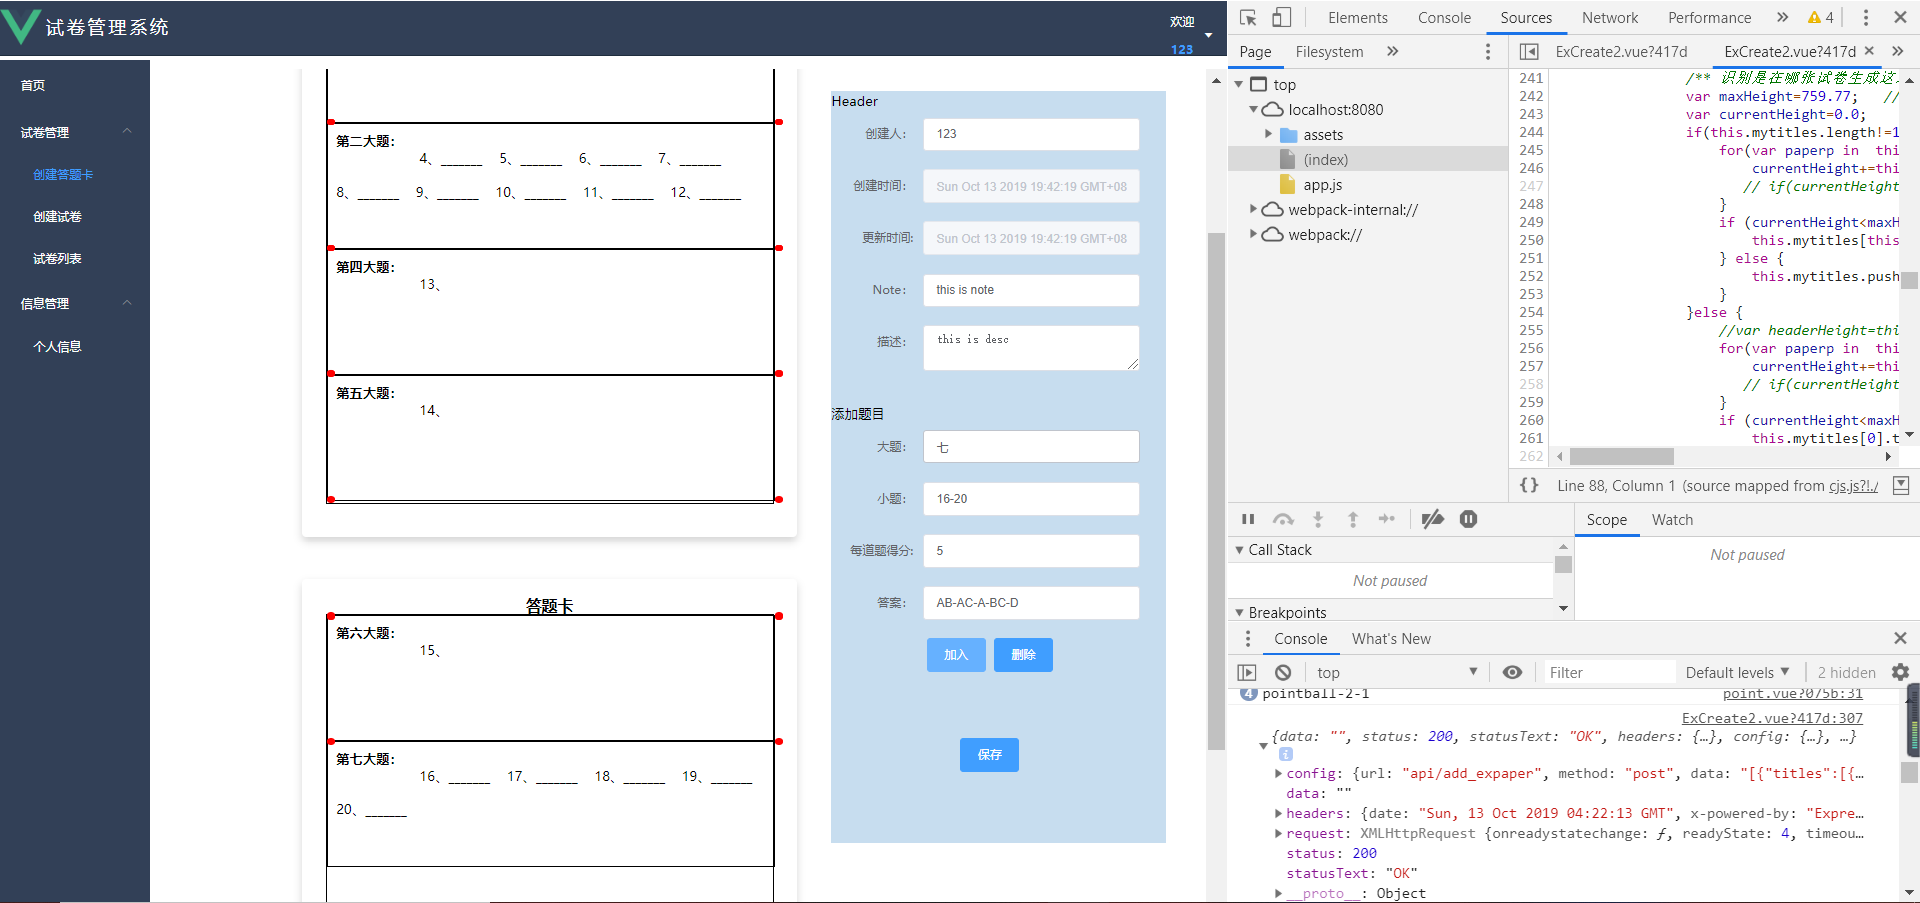 试卷管理系统
欢迎
123
首页
试卷管理
创建答题卡
创建试卷
试卷列表
信息管理
个人信息
第二大题：
4、______ 5、______ 6、______ 7、______
8、______ 9、______ 10、______ 11、______ 12、______
第四大题：
13、
第五大题：
14、
答题卡
第六大题：
15、
第七大题：
16、______ 17、______ 18、______ 19、______
20、______
Header
创建人： 123
创建时间： Sun Oct 13 2019 19:42:19 GMT+08
更新时间： Sun Oct 13 2019 19:42:19 GMT+08
Note： this is note
描述： this is desc
添加题目
大题： 七
小题： 16-20
每道题得分： 5
答案： AB-AC-A-BC-D
加入 删除
保存
Elements Console Sources Network Performance » 4
Page Filesystem »
top
localhost:8080
assets
(index)
app.js
webpack-internal://
webpack://
ExCreate2.vue?417d ExCreate2.vue?417d × »
241 /** 识别是在哪张试卷生成这
242 var maxHeight=759.77; //
243 var currentHeight=0.0;
244 if(this.mytitles.length!=1
245 for(var paperp in thi
246 currentHeight+=this
247 // if(currentHeight
248 }
249 if (currentHeight<maxH
250 this.mytitles[this
251 } else {
252 this.mytitles.push
253 }
254 }else {
255 //var headerHeight=thi
256 for(var paperp in thi
257 currentHeight+=this
258 // if(currentHeight
259 }
260 if (currentHeight<maxH
261 this.mytitles[0].t
262
{} Line 88, Column 1 (source mapped from cjs.js?!./
Scope Watch
Call Stack
Not paused
Not paused
Breakpoints
Console What's New
top Filter Default levels 2 hidden
4 pointball-2-1 point.vue?075b:31
ExCreate2.vue?417d:307
{data: "", status: 200, statusText: "OK", headers: {…}, config: {…}, …}
config: {url: "api/add_expaper", method: "post", data: "[{"titles":[{…
data: ""
headers: {date: "Sun, 13 Oct 2019 04:22:13 GMT", x-powered-by: "Expre…
request: XMLHttpRequest {onreadystatechange: ƒ, readyState: 4, timeou…
status: 200
statusText: "OK"
__proto__: Object